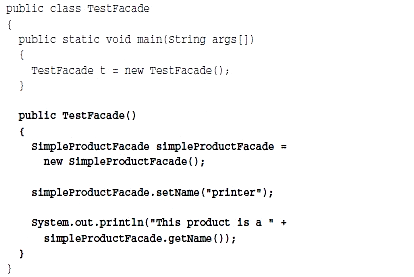 public class TestFacade
{
  public static void main(String args[])
  {
    TestFacade t = new TestFacade();
  }

  public TestFacade()
  {
    SimpleProductFacade simpleProductFacade =
      new SimpleProductFacade();

    simpleProductFacade.setName("printer");

    System.out.println("This product is a " +
      simpleProductFacade.getName());
  }
}